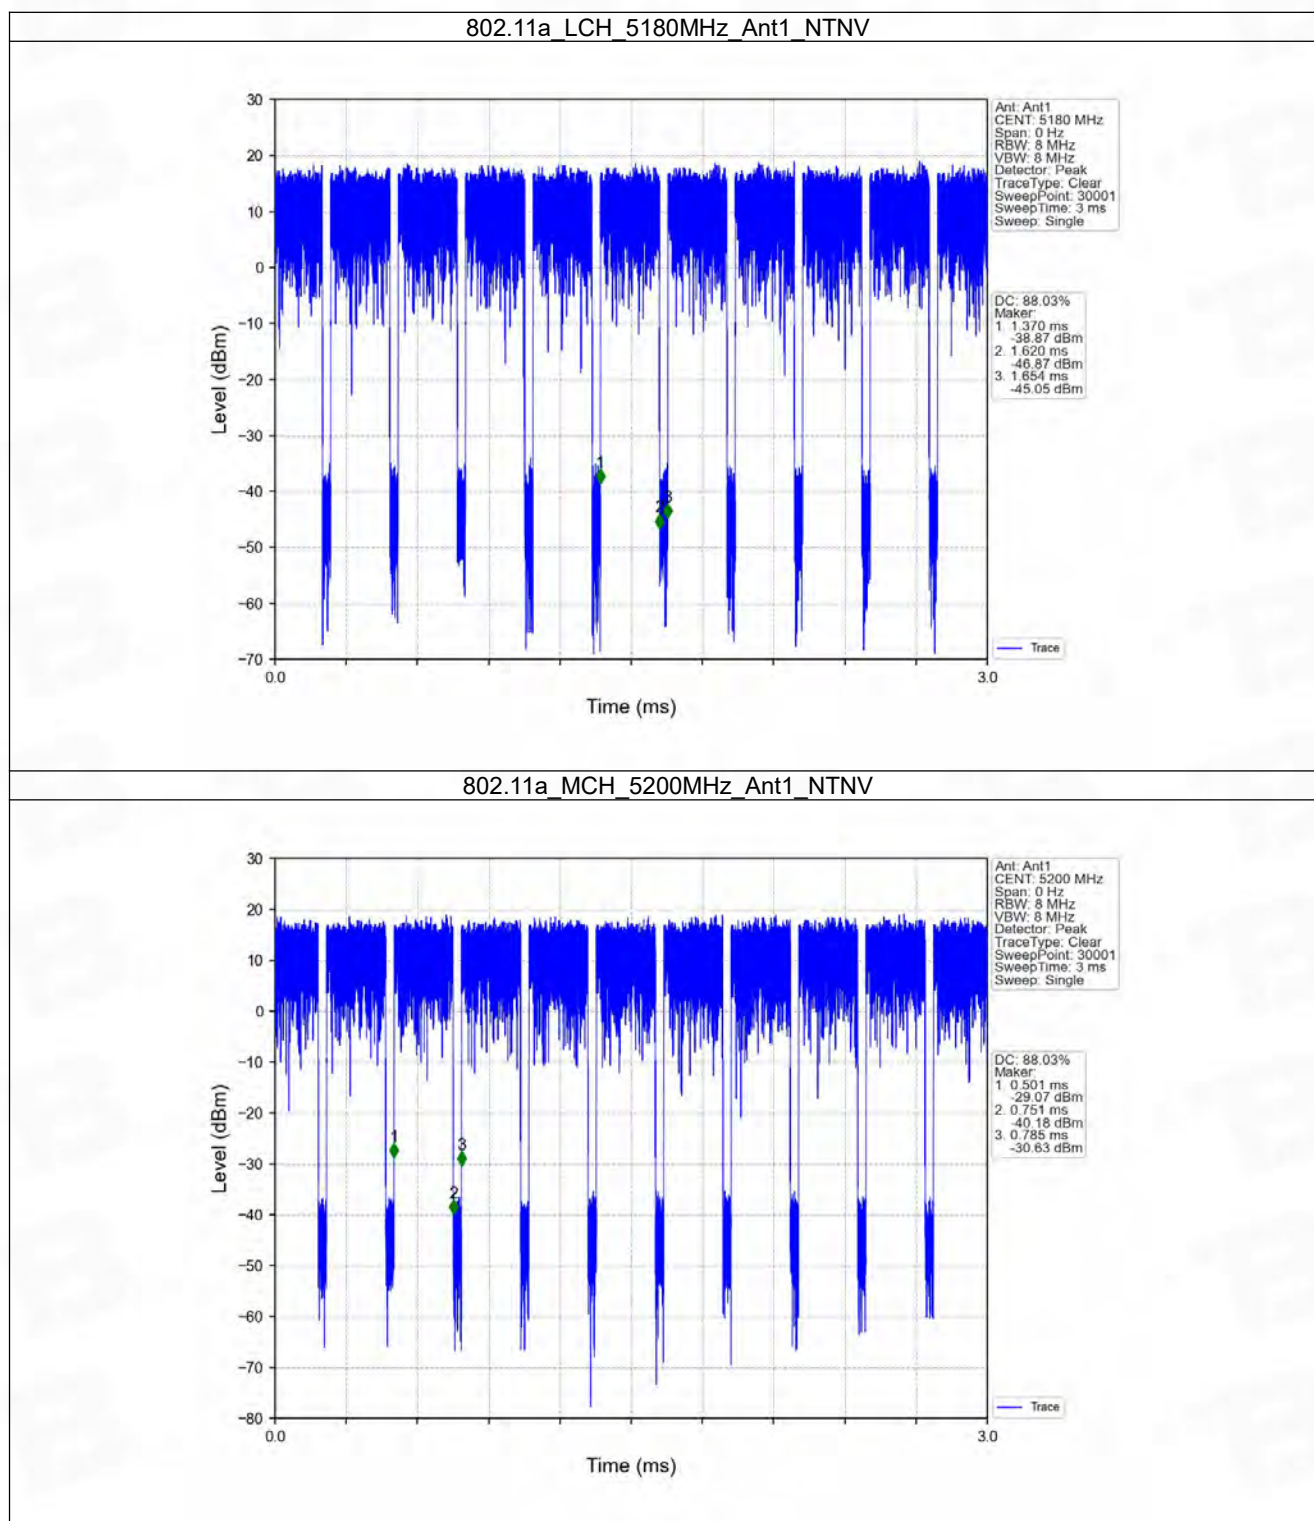 802.11a_LCH_5180MHz_Ant1_NTNV
30
20
10
0
−10
−20
−30
−40
−50
−60
−70
Level (dBm)
0.0
3.0
Time (ms)
1
2
3
Ant: Ant1
CENT: 5180 MHz
Span: 0 Hz
RBW: 8 MHz
VBW: 8 MHz
Detector: Peak
TraceType: Clear
SweepPoint: 30001
SweepTime: 3 ms
Sweep: Single
DC: 88.03%
Maker:
1. 1.370 ms
-38.87 dBm
2. 1.620 ms
-46.87 dBm
3. 1.654 ms
-45.05 dBm
Trace
802.11a_MCH_5200MHz_Ant1_NTNV
30
20
10
0
−10
−20
−30
−40
−50
−60
−70
−80
Level (dBm)
0.0
3.0
Time (ms)
1
2
3
Ant: Ant1
CENT: 5200 MHz
Span: 0 Hz
RBW: 8 MHz
VBW: 8 MHz
Detector: Peak
TraceType: Clear
SweepPoint: 30001
SweepTime: 3 ms
Sweep: Single
DC: 88.03%
Maker:
1. 0.501 ms
-29.07 dBm
2. 0.751 ms
-40.18 dBm
3. 0.785 ms
-30.63 dBm
Trace